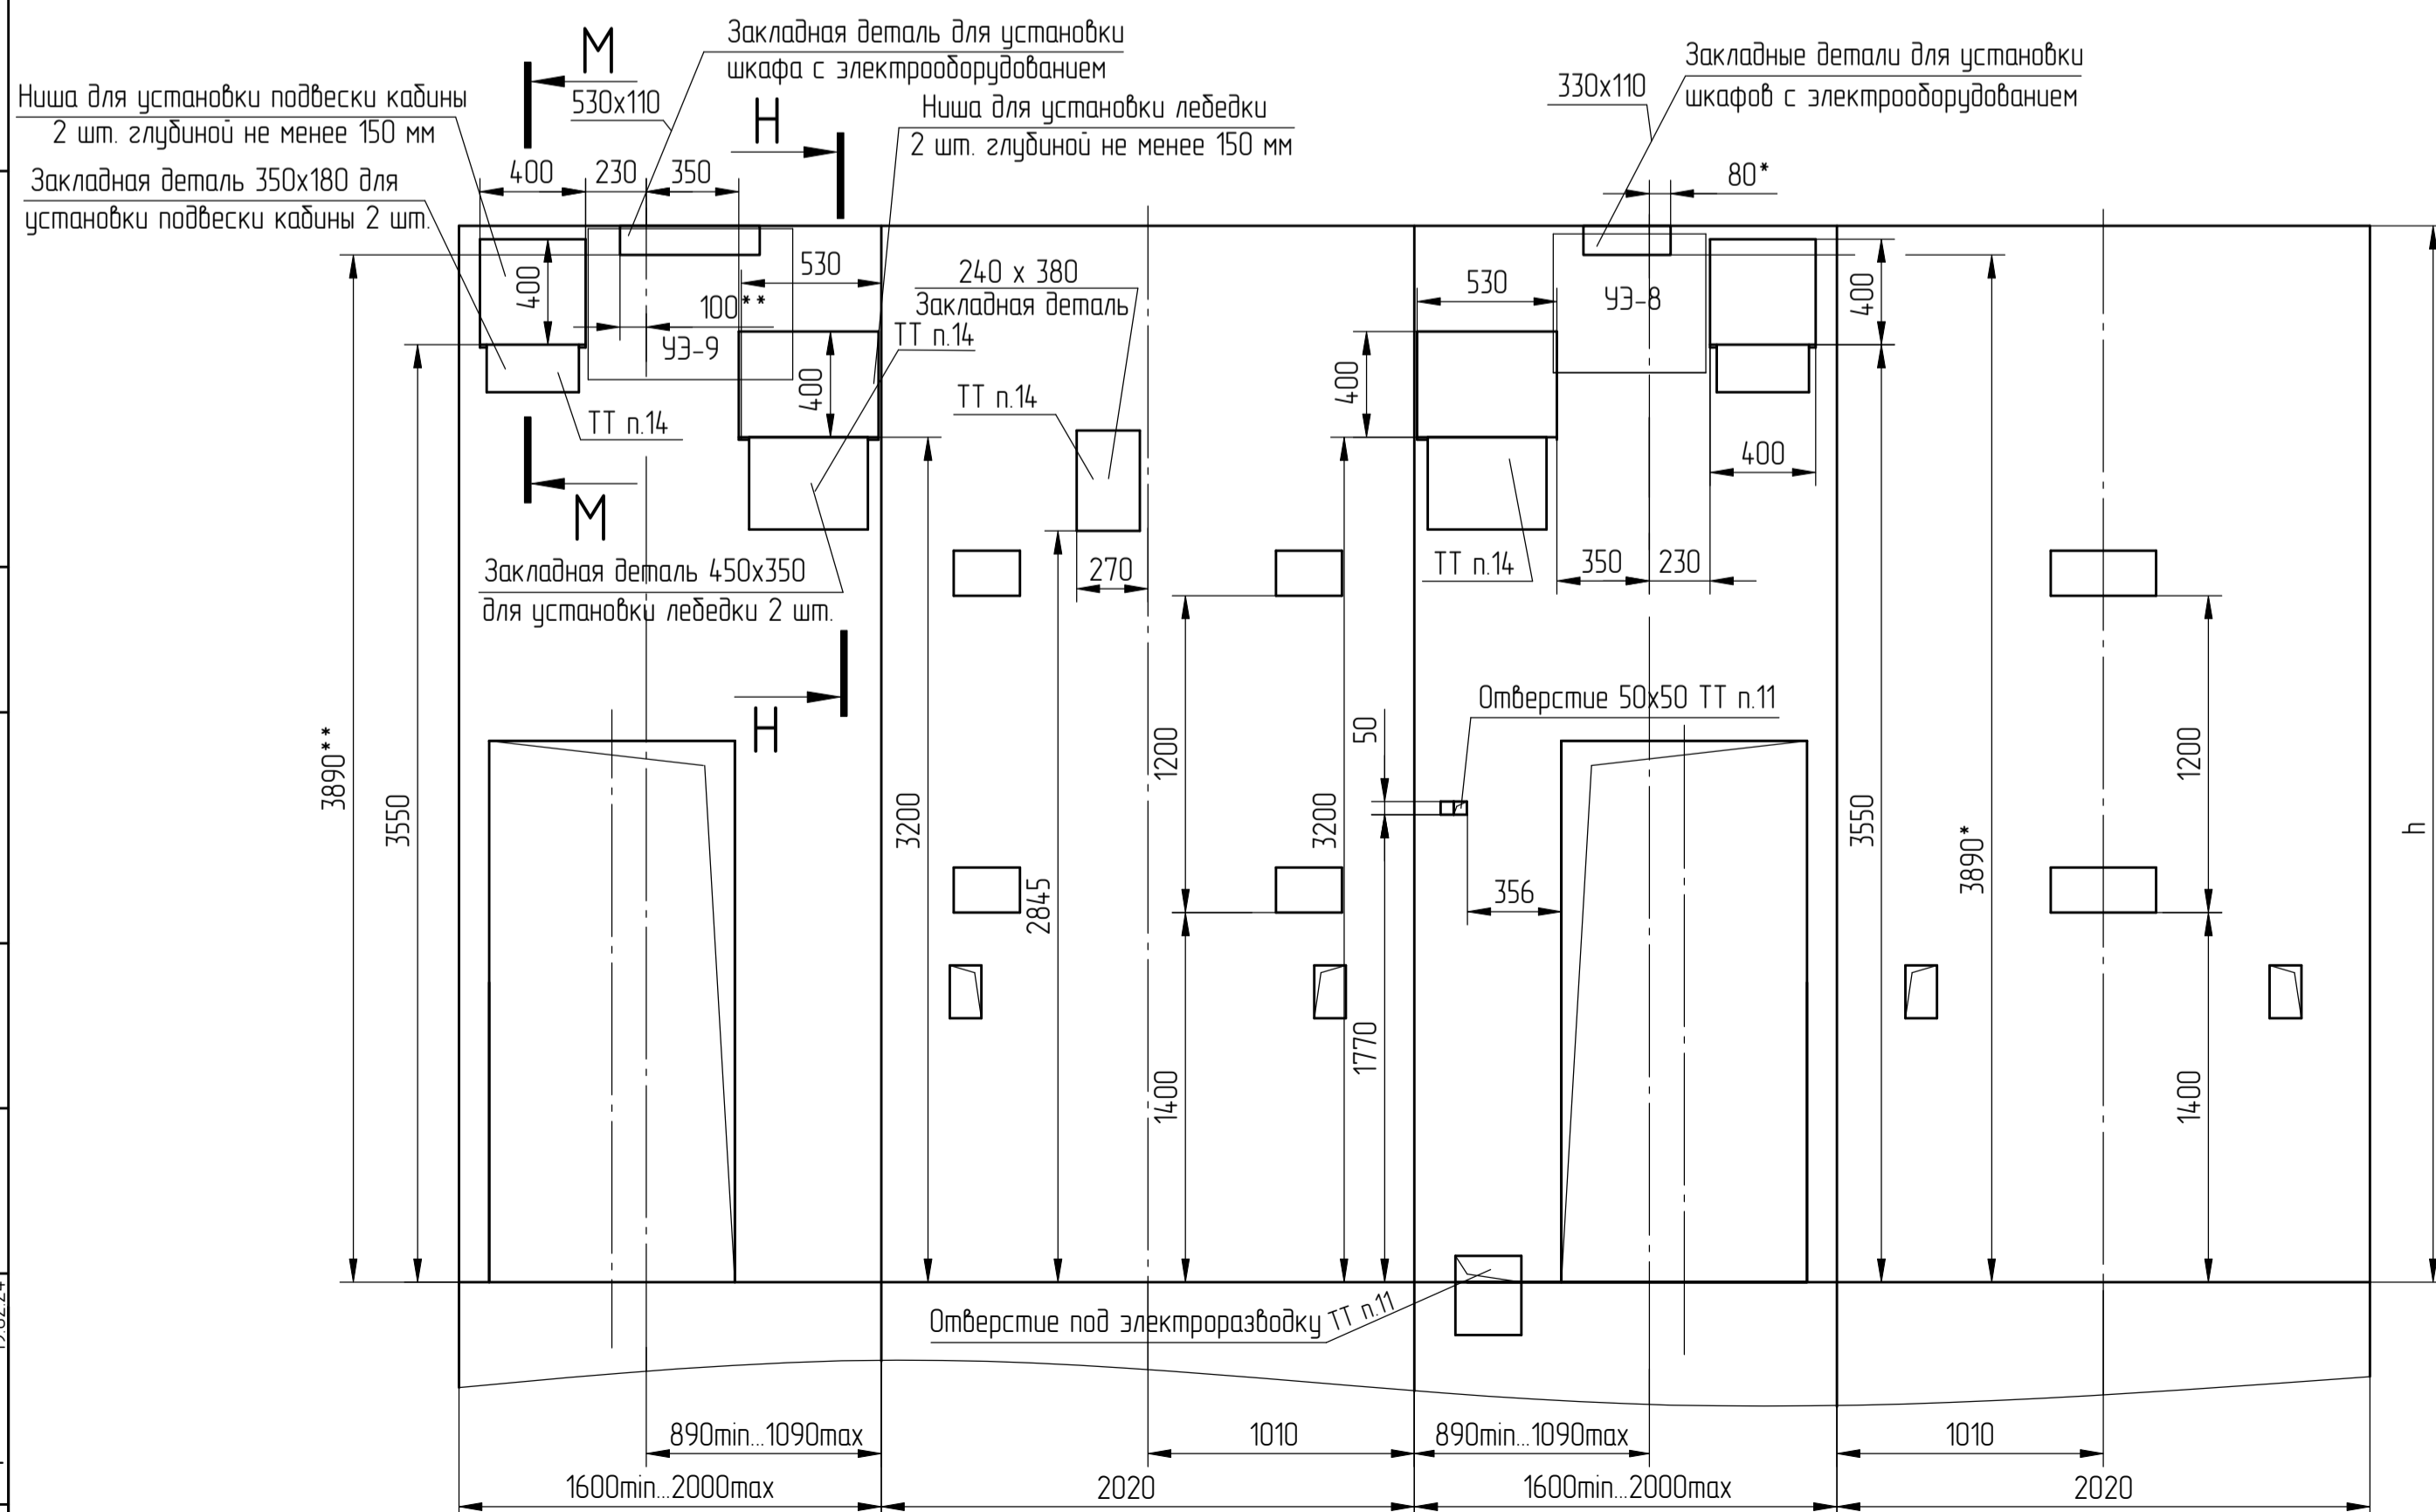 Закладная деталь для установки
шкафа с электрооборудованием
М
530х110
Н
Ниша для установки подвески кабины
2 шт. глубиной не менее 150 мм
Закладная деталь 350х180 для
установки подвески кабины 2 шт.
Ниша для установки лебедки
2 шт. глубиной не менее 150 мм
330х110
Закладные детали для установки
шкафов с электрооборудованием
400
230
350
80*
400
530
100**
УЭ-9
240 х 380
Закладная деталь
ТТ п.14
530
УЭ-8
400
400
400
ТТ п.14
ТТ п.14
400
М
Закладная деталь 450х350
для установки лебедки 2 шт.
270
ТТ п.14
350
230
Н
Отверстие 50х50 ТТ п.11
3890**
3550
3200
2845
1200
1400
3200
50
1770
356
3550
3890*
1200
1400
h
Отверстие под электроразводку ТТ п.11
19.02.24
890min...1090max
1010
890min...1090max
1010
1600min...2000max
2020
1600min...2000max
2020